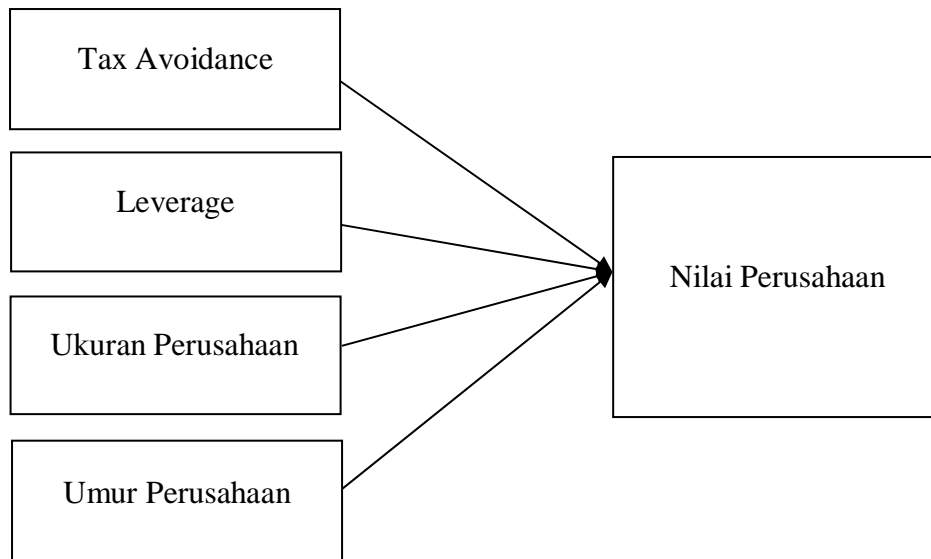 Tax Avoidance
Leverage
Ukuran Perusahaan
Umur Perusahaan
Nilai Perusahaan